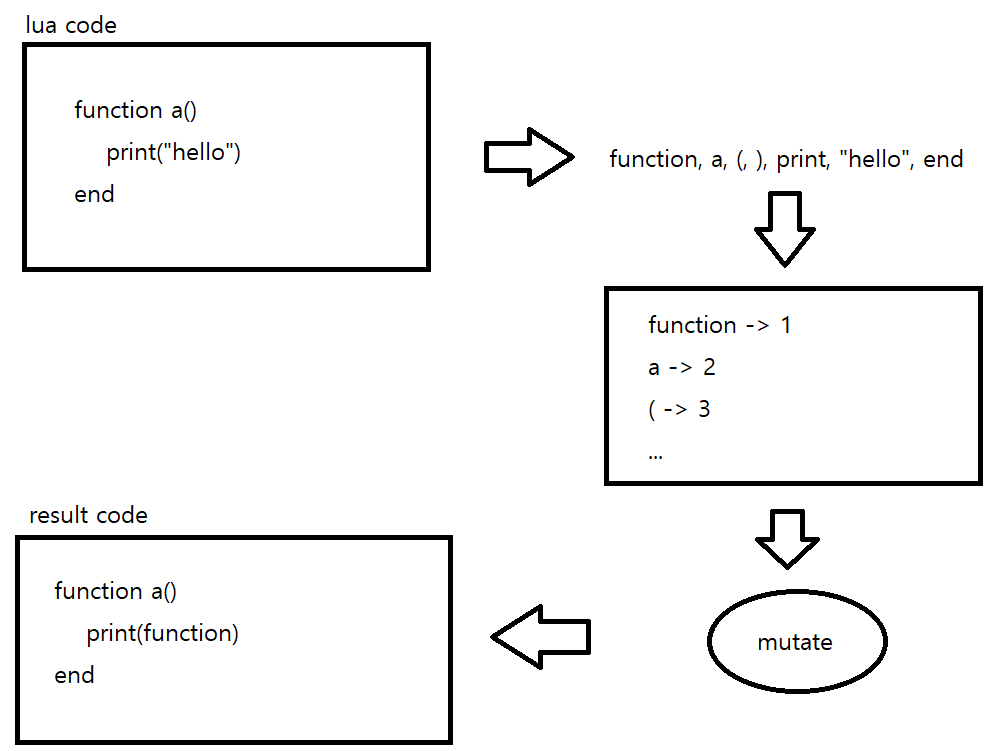 lua code
function a()
print("hello")
end
function, a, (, ), print, "hello", end
function -> 1
a -> 2
( -> 3
...
mutate
result code
function a()
print(function)
end